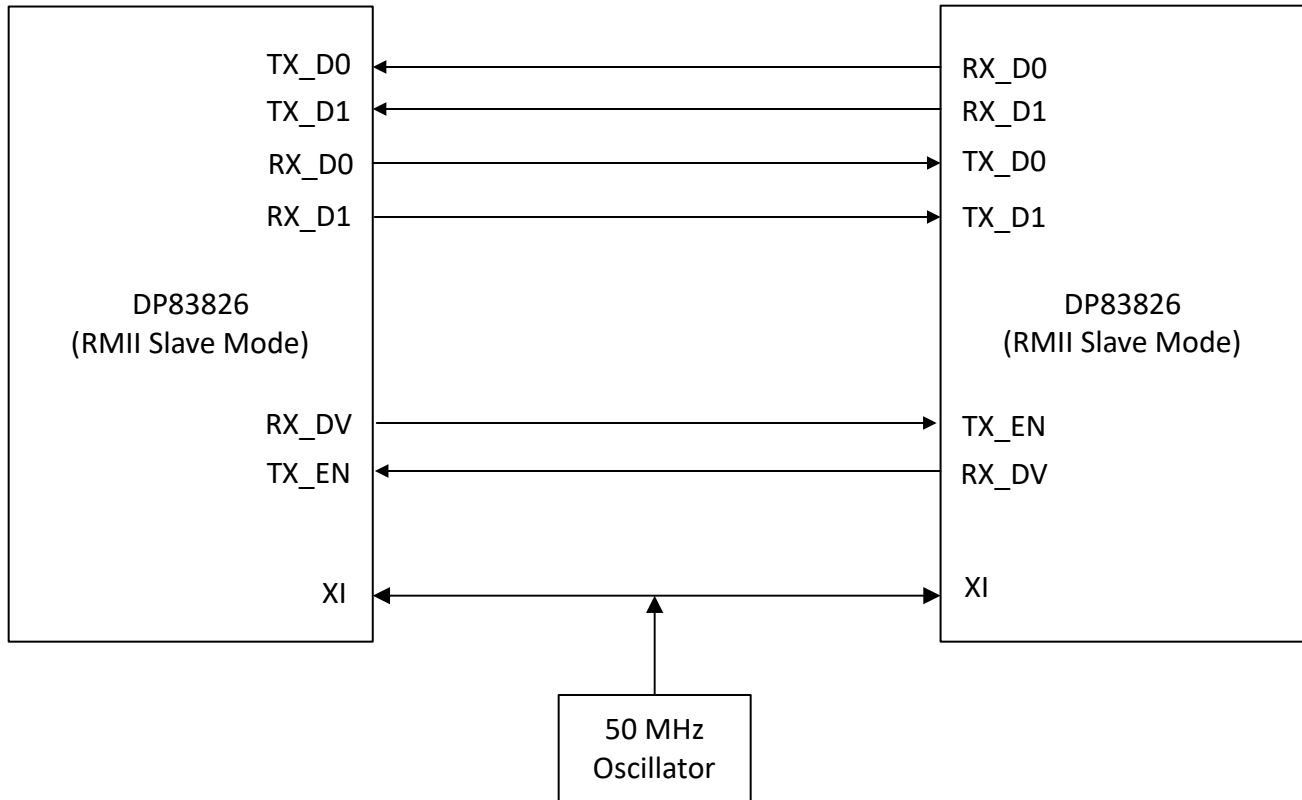 TX_D0
TX_D1
RX_D0
RX_D1
DP83826
(RMII Slave Mode)
RX_DV
TX_EN
XI
RX_D0
RX_D1
TX_D0
TX_D1
DP83826
(RMII Slave Mode)
TX_EN
RX_DV
XI
50 MHz
Oscillator